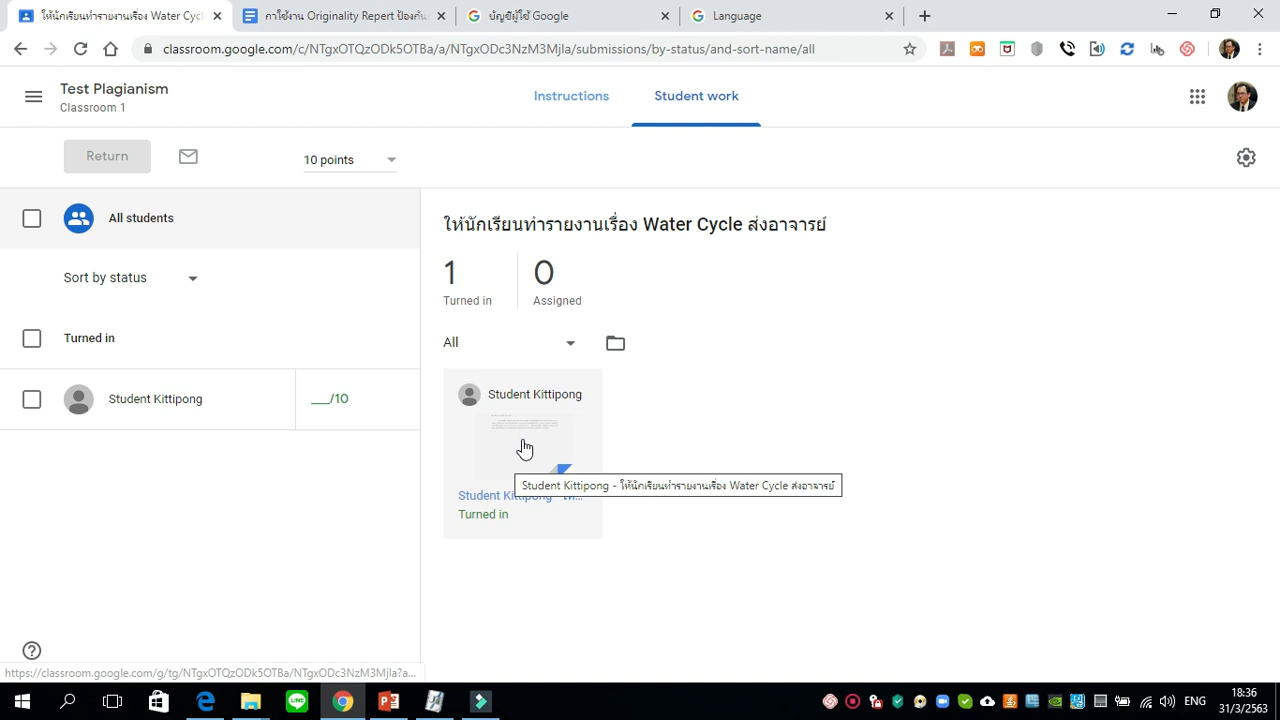 ให้นักเรียนทำรายงานเรื่อง Water Cyc
กาใช้งาน Originality Repert ป้องกัน
บัญชีผู้ใช้ Google
Language
classroom.google.com/c/NTgxOTQzODk5OTBa/a/NTgxODc3NzM3Mjla/submissions/by-status/and-sort-name/all
Test Plagianism
Classroom 1
Instructions
Student work
Return
10 points
All students
Sort by status
Turned in
Student Kittipong
__/10
ให้นักเรียนทำรายงานเรื่อง Water Cycle ส่งอาจารย์
1
Turned in
0
Assigned
All
Student Kittipong
Student Kittipong - ให้นักเรียนทำรายงานเรื่อง Water Cycle ส่งอาจารย์
Student Kittipong - ให้...
Turned in
https://classroom.google.com/g/tg/NTgxOTQzODk5OTBa/NTgxODc3NzM3Mjla?a...
ENG
18:36
31/3/2563